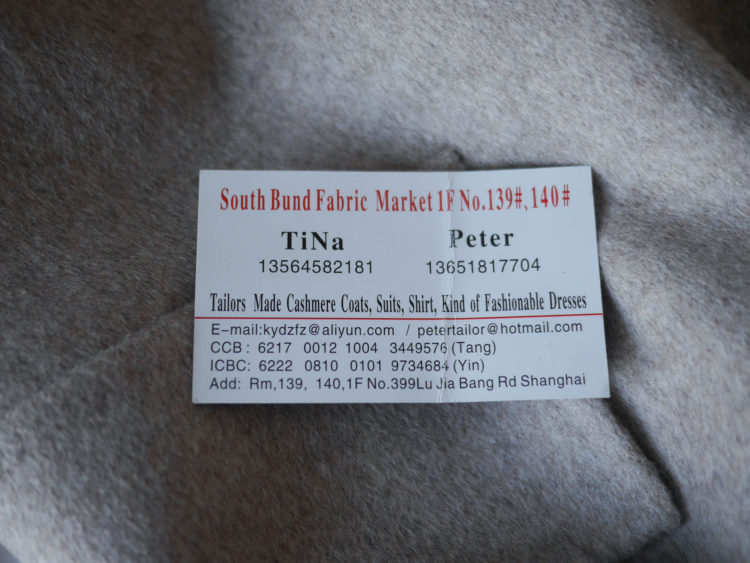 South Bund Fabric Market 1F No.139#、140#
TiNa Peter
13564582181 13651817704
Tailors Made Cashmere Coats, Suits, Shirt, Kind of Fashionable Dresses
E-mail:kydzfz@aliyun.com / petertailor@hotmail.com
CCB: 6217 0012 1004 3449576 (Tang)
ICBC: 6222 0810 0101 9734684 (Yin)
Add: Rm,139, 140,1F No.399Lu Jia Bang Rd Shanghai